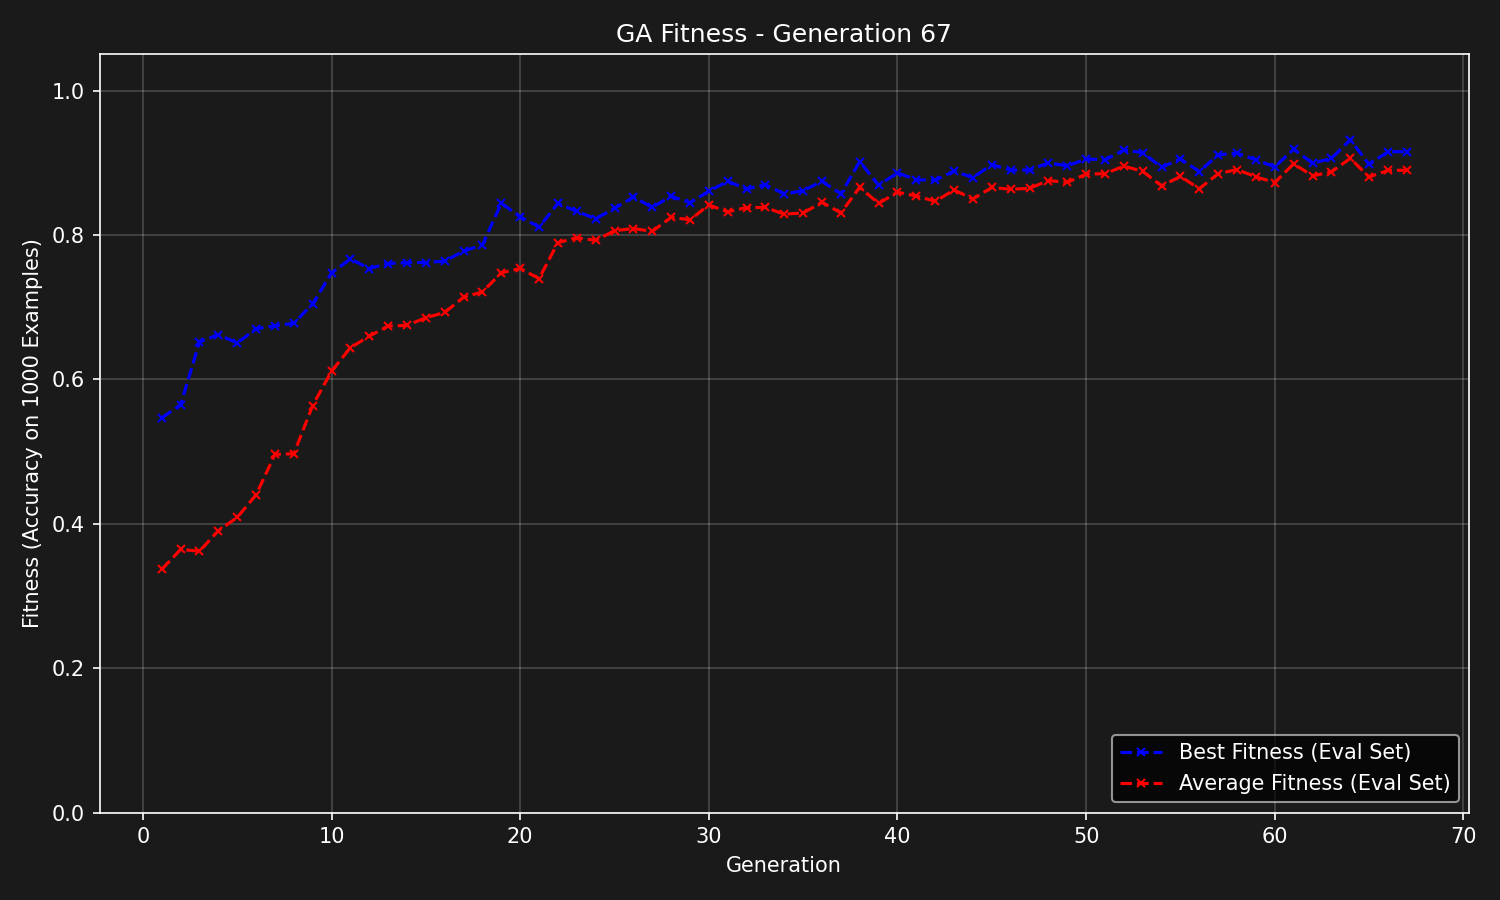 GA Fitness - Generation 67
Fitness (Accuracy on 1000 Examples)
1.0
0.8
0.6
0.4
0.2
0.0
0 10 20 30 40 50 60 70
Generation
Best Fitness (Eval Set)
Average Fitness (Eval Set)